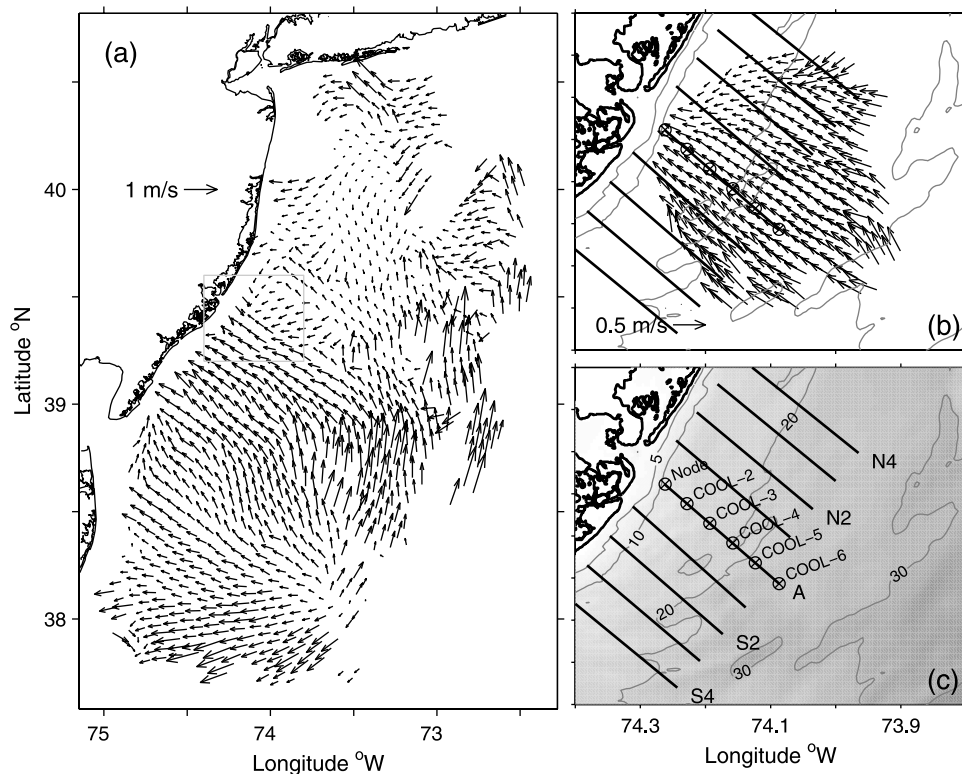 (a)
1 m/s
40
39
38
Latitude °N
75
74
73
Longitude °W
(b)
0.5 m/s
5
20
Node
COOL-2
COOL-3
COOL-4
COOL-5
COOL-6
A
N4
N2
10
20
30
30
S2
S4
(c)
74.3
74.1
73.9
Longitude °W